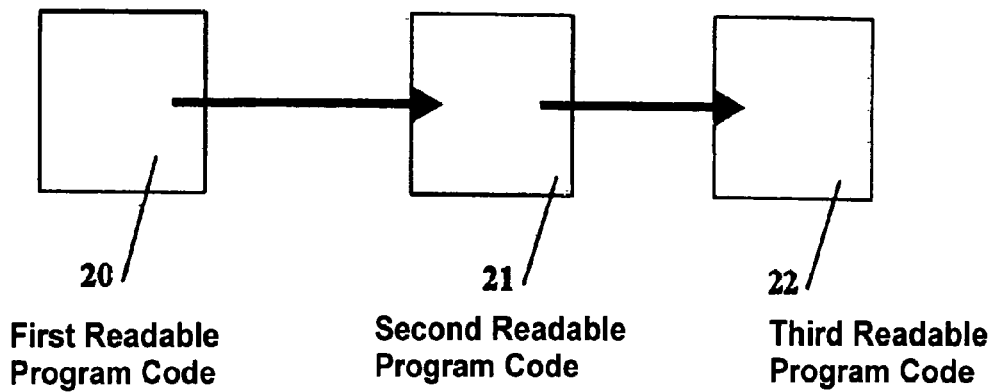 20
First Readable
Program Code
21
Second Readable
Program Code
22
Third Readable
Program Code